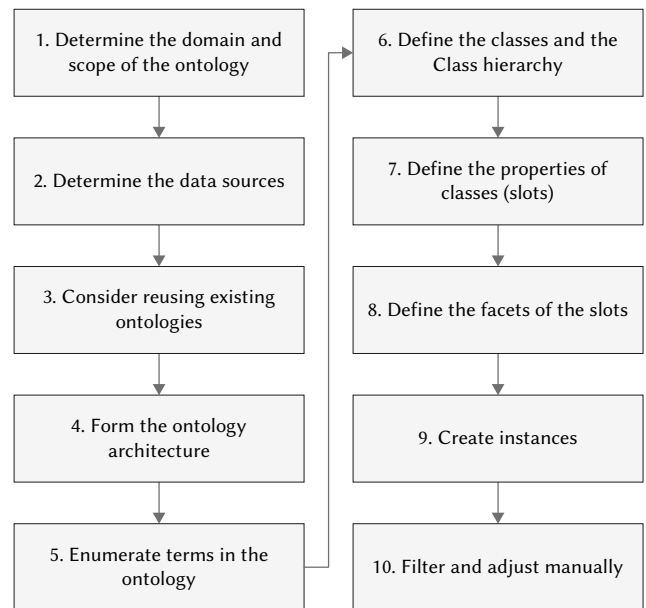 1. Determine the domain and
scope of the ontology
2. Determine the data sources
3. Consider reusing existing
ontologies
4. Form the ontology
architecture
5. Enumerate terms in the
ontology
6. Define the classes and the
Class hierarchy
7. Define the properties of
classes (slots)
8. Define the facets of the slots
9. Create instances
10. Filter and adjust manually